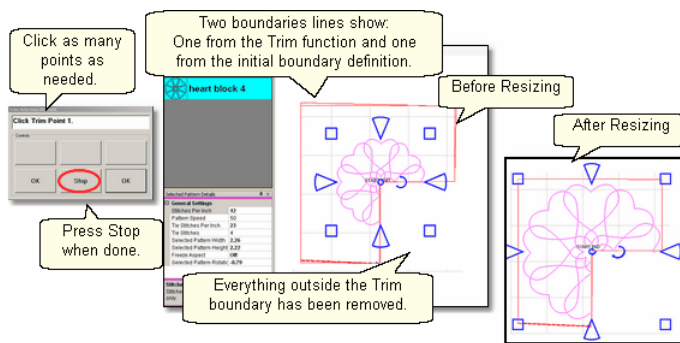 Click as many
points as
needed.
Two boundaries lines show:
One from the Trim function and one
from the initial boundary definition.
heart block 4
Before Resizing
After Resizing
Click Trim Point 1.
Controls
OK
Stop
OK
Press Stop
when done.
Selected Pattern Details
General Settings
Stitches Per Inch 12
Pattern Speed 50
Tie Stitches Per Inch 23
Tie Stitches 4
Selected Pattern Width 2.26
Selected Pattern Height 2.22
Freeze Aspect Off
Selected Pattern Rotatic -0.79
Everything outside the Trim
boundary has been removed.
START END